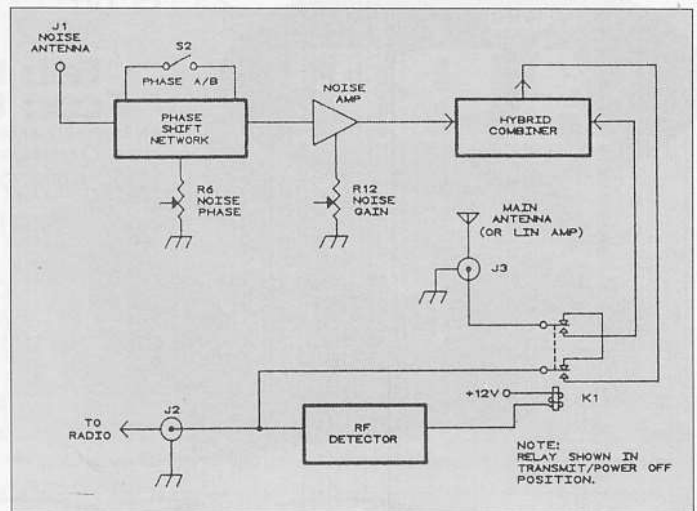 J1
NOISE
ANTENNA
S2
PHASE A/B
PHASE
SHIFT
NETWORK
R6
NOISE
PHASE
NOISE
AMP
R12
NOISE
GAIN
HYBRID
COMBINER
MAIN
ANTENNA
(OR LIN AMP)
J3
+12V
K1
TO
RADIO
J2
RF
DETECTOR
NOTE:
RELAY SHOWN IN
TRANSMIT/POWER OFF
POSITION.